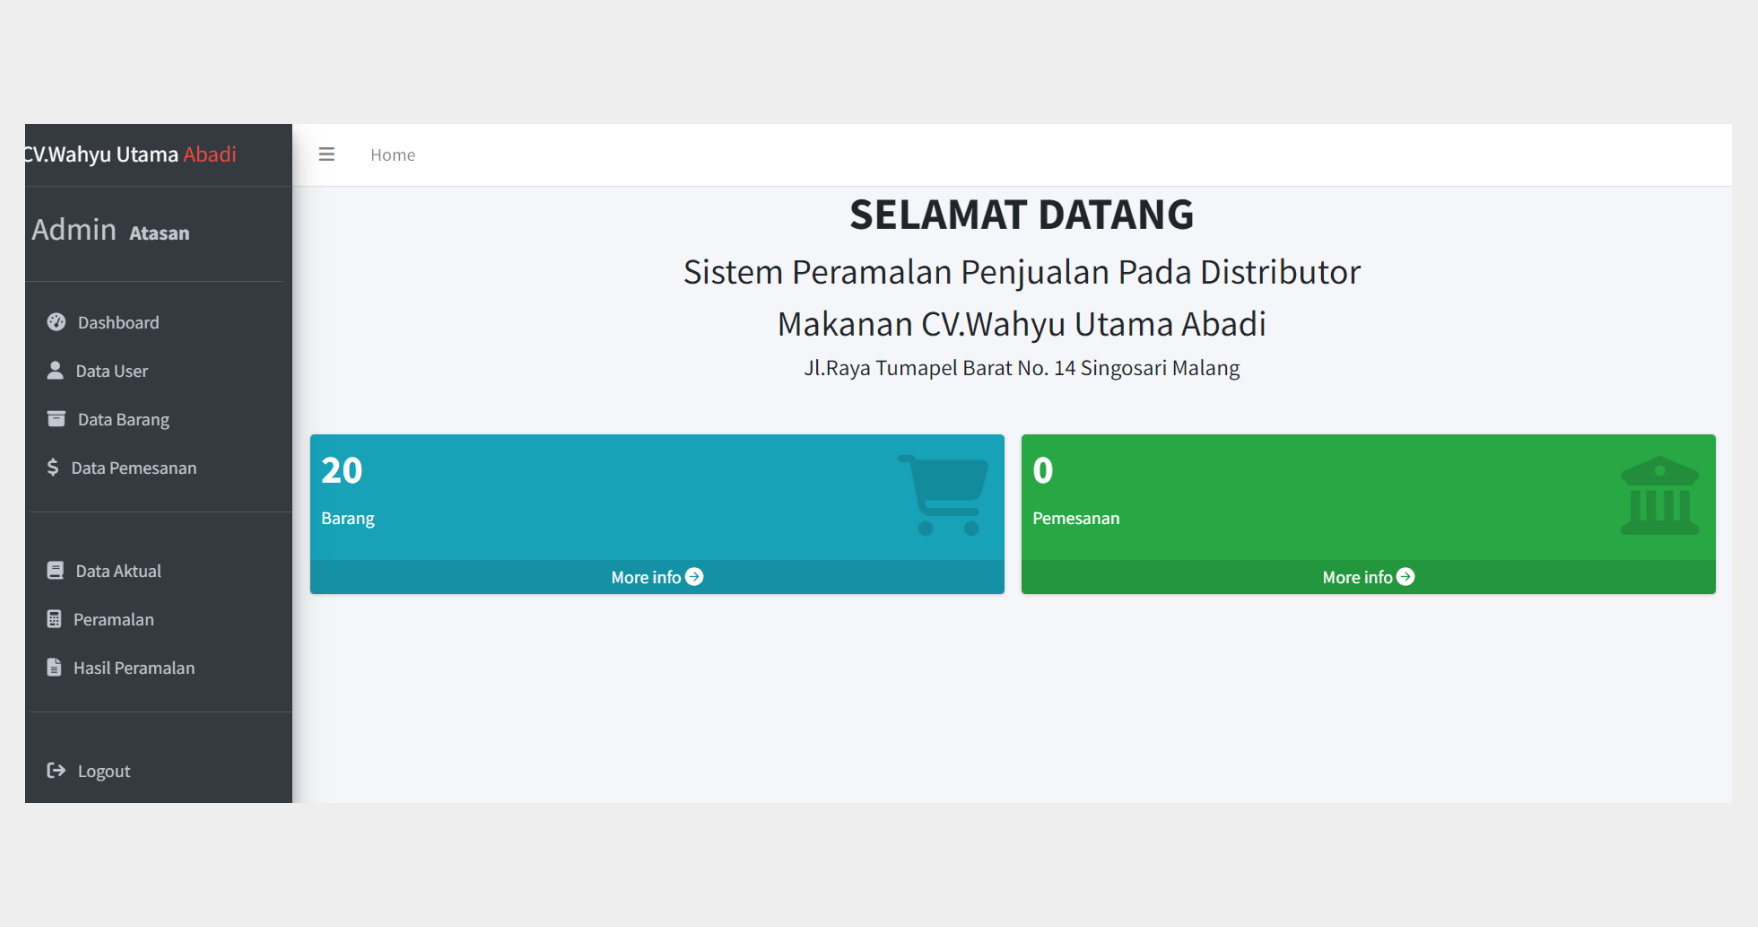 CV.Wahyu Utama Abadi
Admin Atasan
Dashboard
Data User
Data Barang
Data Pemesanan
Data Aktual
Peramalan
Hasil Peramalan
Logout
Home
SELAMAT DATANG
Sistem Peramalan Penjualan Pada Distributor
Makanan CV.Wahyu Utama Abadi
Jl.Raya Tumapel Barat No. 14 Singosari Malang
20
Barang
More info
0
Pemesanan
More info